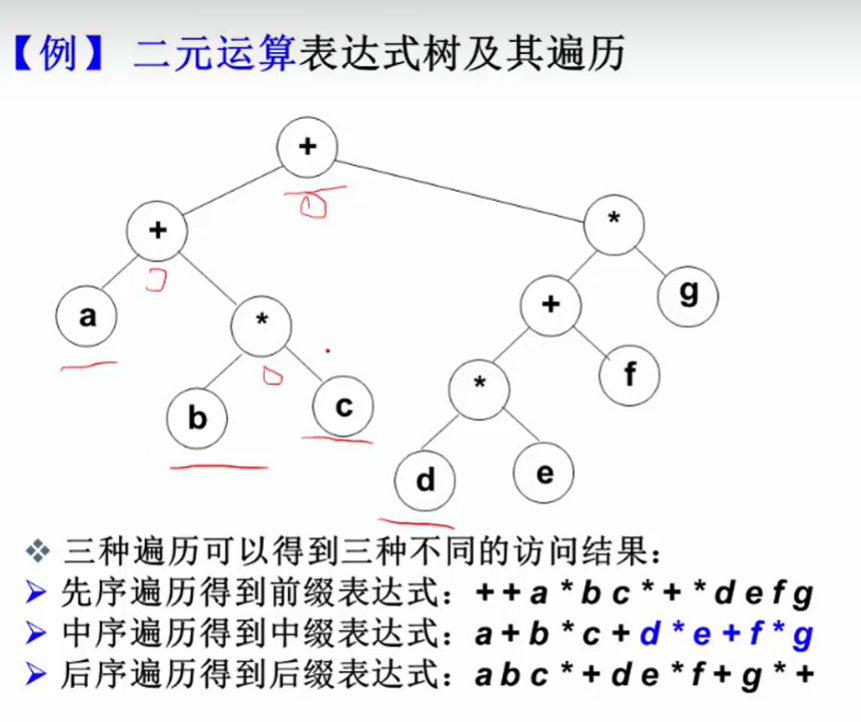 【例】 二元运算表达式树及其遍历
+
+
*
a
*
+
g
b
c
*
f
d
e
❖ 三种遍历可以得到三种不同的访问结果：
➢ 先序遍历得到前缀表达式：+ + a * b c * + * d e f g
➢ 中序遍历得到中缀表达式：a + b * c + d * e + f * g
➢ 后序遍历得到后缀表达式：a b c * + d e * f + g * +